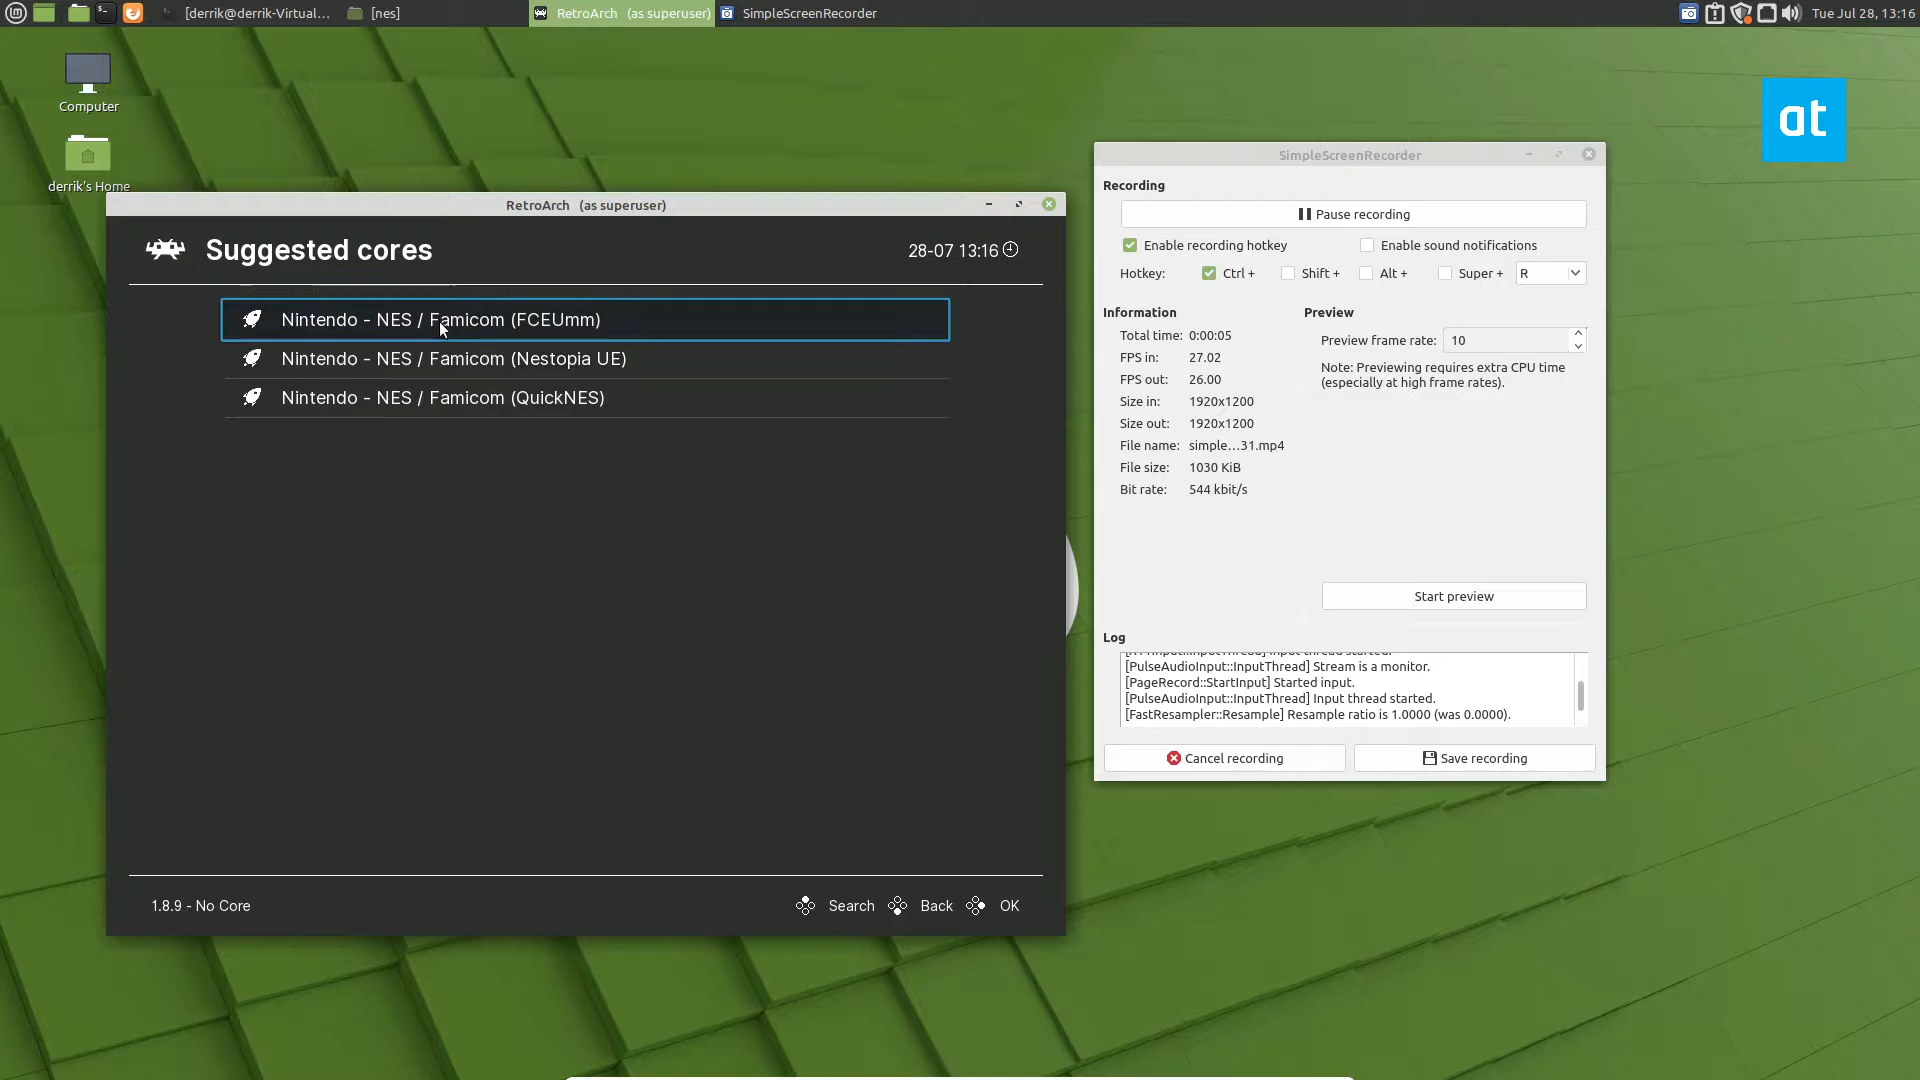 [derrik@derrik-Virtual...
[nes]
RetroArch (as superuser)
SimpleScreenRecorder
Tue Jul 28, 13:16
Computer
derrik's Home
at
RetroArch (as superuser)
Suggested cores
28-07 13:16
Nintendo - NES / Famicom (FCEUmm)
Nintendo - NES / Famicom (Nestopia UE)
Nintendo - NES / Famicom (QuickNES)
1.8.9 - No Core
Search
Back
OK
SimpleScreenRecorder
Recording
Pause recording
Enable recording hotkey
Enable sound notifications
Hotkey: Ctrl + Shift + Alt + Super + R
Information
Total time: 0:00:05
FPS in: 27.02
FPS out: 26.00
Size in: 1920x1200
Size out: 1920x1200
File name: simple...31.mp4
File size: 1030 KiB
Bit rate: 544 kbit/s
Preview
Preview frame rate: 10
Note: Previewing requires extra CPU time
(especially at high frame rates).
Start preview
Log
[PulseAudioInput::InputThread] Stream is a monitor.
[PageRecord::StartInput] Started input.
[PulseAudioInput::InputThread] Input thread started.
[FastResampler::Resample] Resample ratio is 1.0000 (was 0.0000).
Cancel recording
Save recording